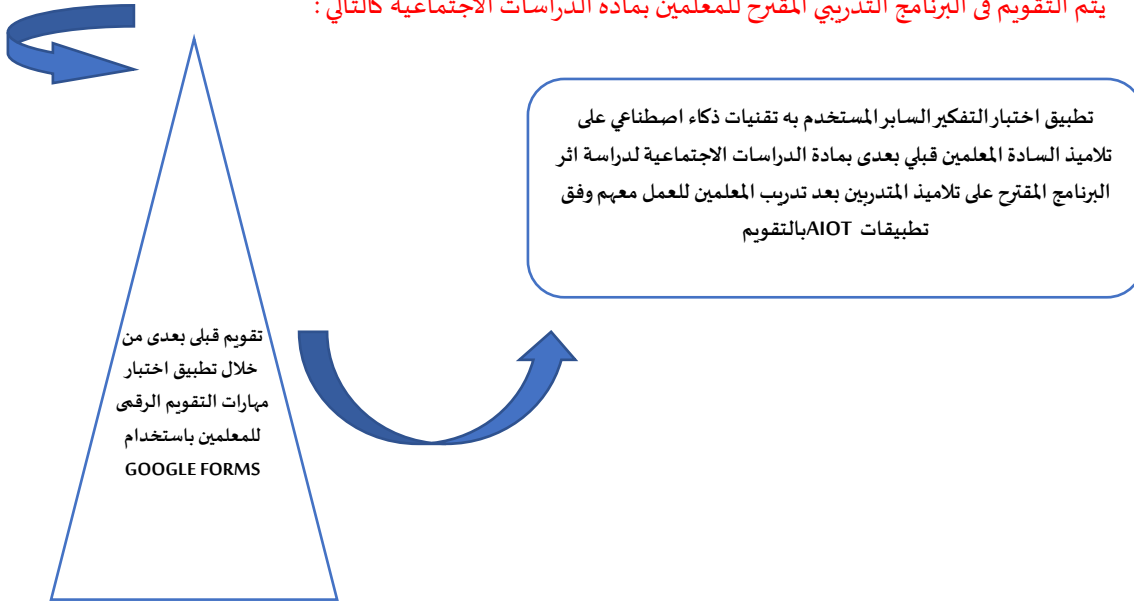 يتم التقويم فى البرنامج التدريبي المقترح للمعلمين بمادة الدراسات الاجتماعية كالتالي :
تطبيق اختبار التفكير السابر المستخدم به تقنيات ذكاء اصطناعي على
تلاميذ السادة المعلمين قبلي بعدى بمادة الدراسات الاجتماعية لدراسة اثر
البرنامج المقترح على تلاميذ المتدربين بعد تدريب المعلمين للعمل معهم وفق
تطبيقات AIOTبالتقويم
تقويم قبلى بعدى من
خلال تطبيق اختبار
مهارات التقويم الرقمى
للمعلمين باستخدام
GOOGLE FORMS